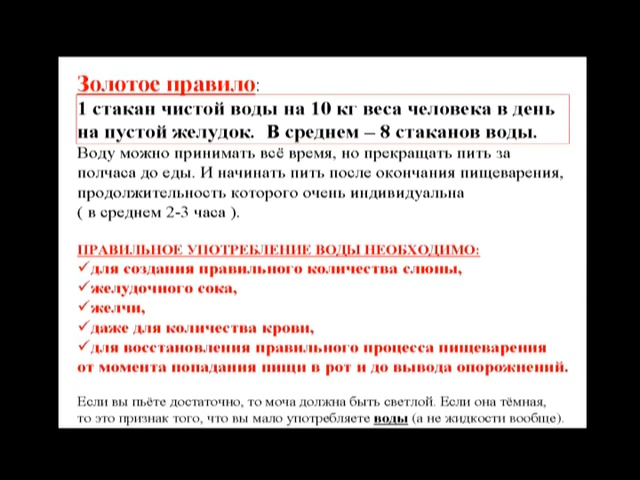 Золотое правило:
1 стакан чистой воды на 10 кг веса человека в день
на пустой желудок. В среднем – 8 стаканов воды.
Воду можно принимать всё время, но прекращать пить за
полчаса до еды. И начинать пить после окончания пищеварения,
продолжительность которого очень индивидуальна
( в среднем 2-3 часа ).
ПРАВИЛЬНОЕ УПОТРЕБЛЕНИЕ ВОДЫ НЕОБХОДИМО:
✓для создания правильного количества слюны,
✓желудочного сока,
✓желчи,
✓даже для количества крови,
✓для восстановления правильного процесса пищеварения
от момента попадания пищи в рот и до вывода опорожнений.
Если вы пьёте достаточно, то моча должна быть светлой. Если она тёмная,
то это признак того, что вы мало употребляете воды (а не жидкости вообще).